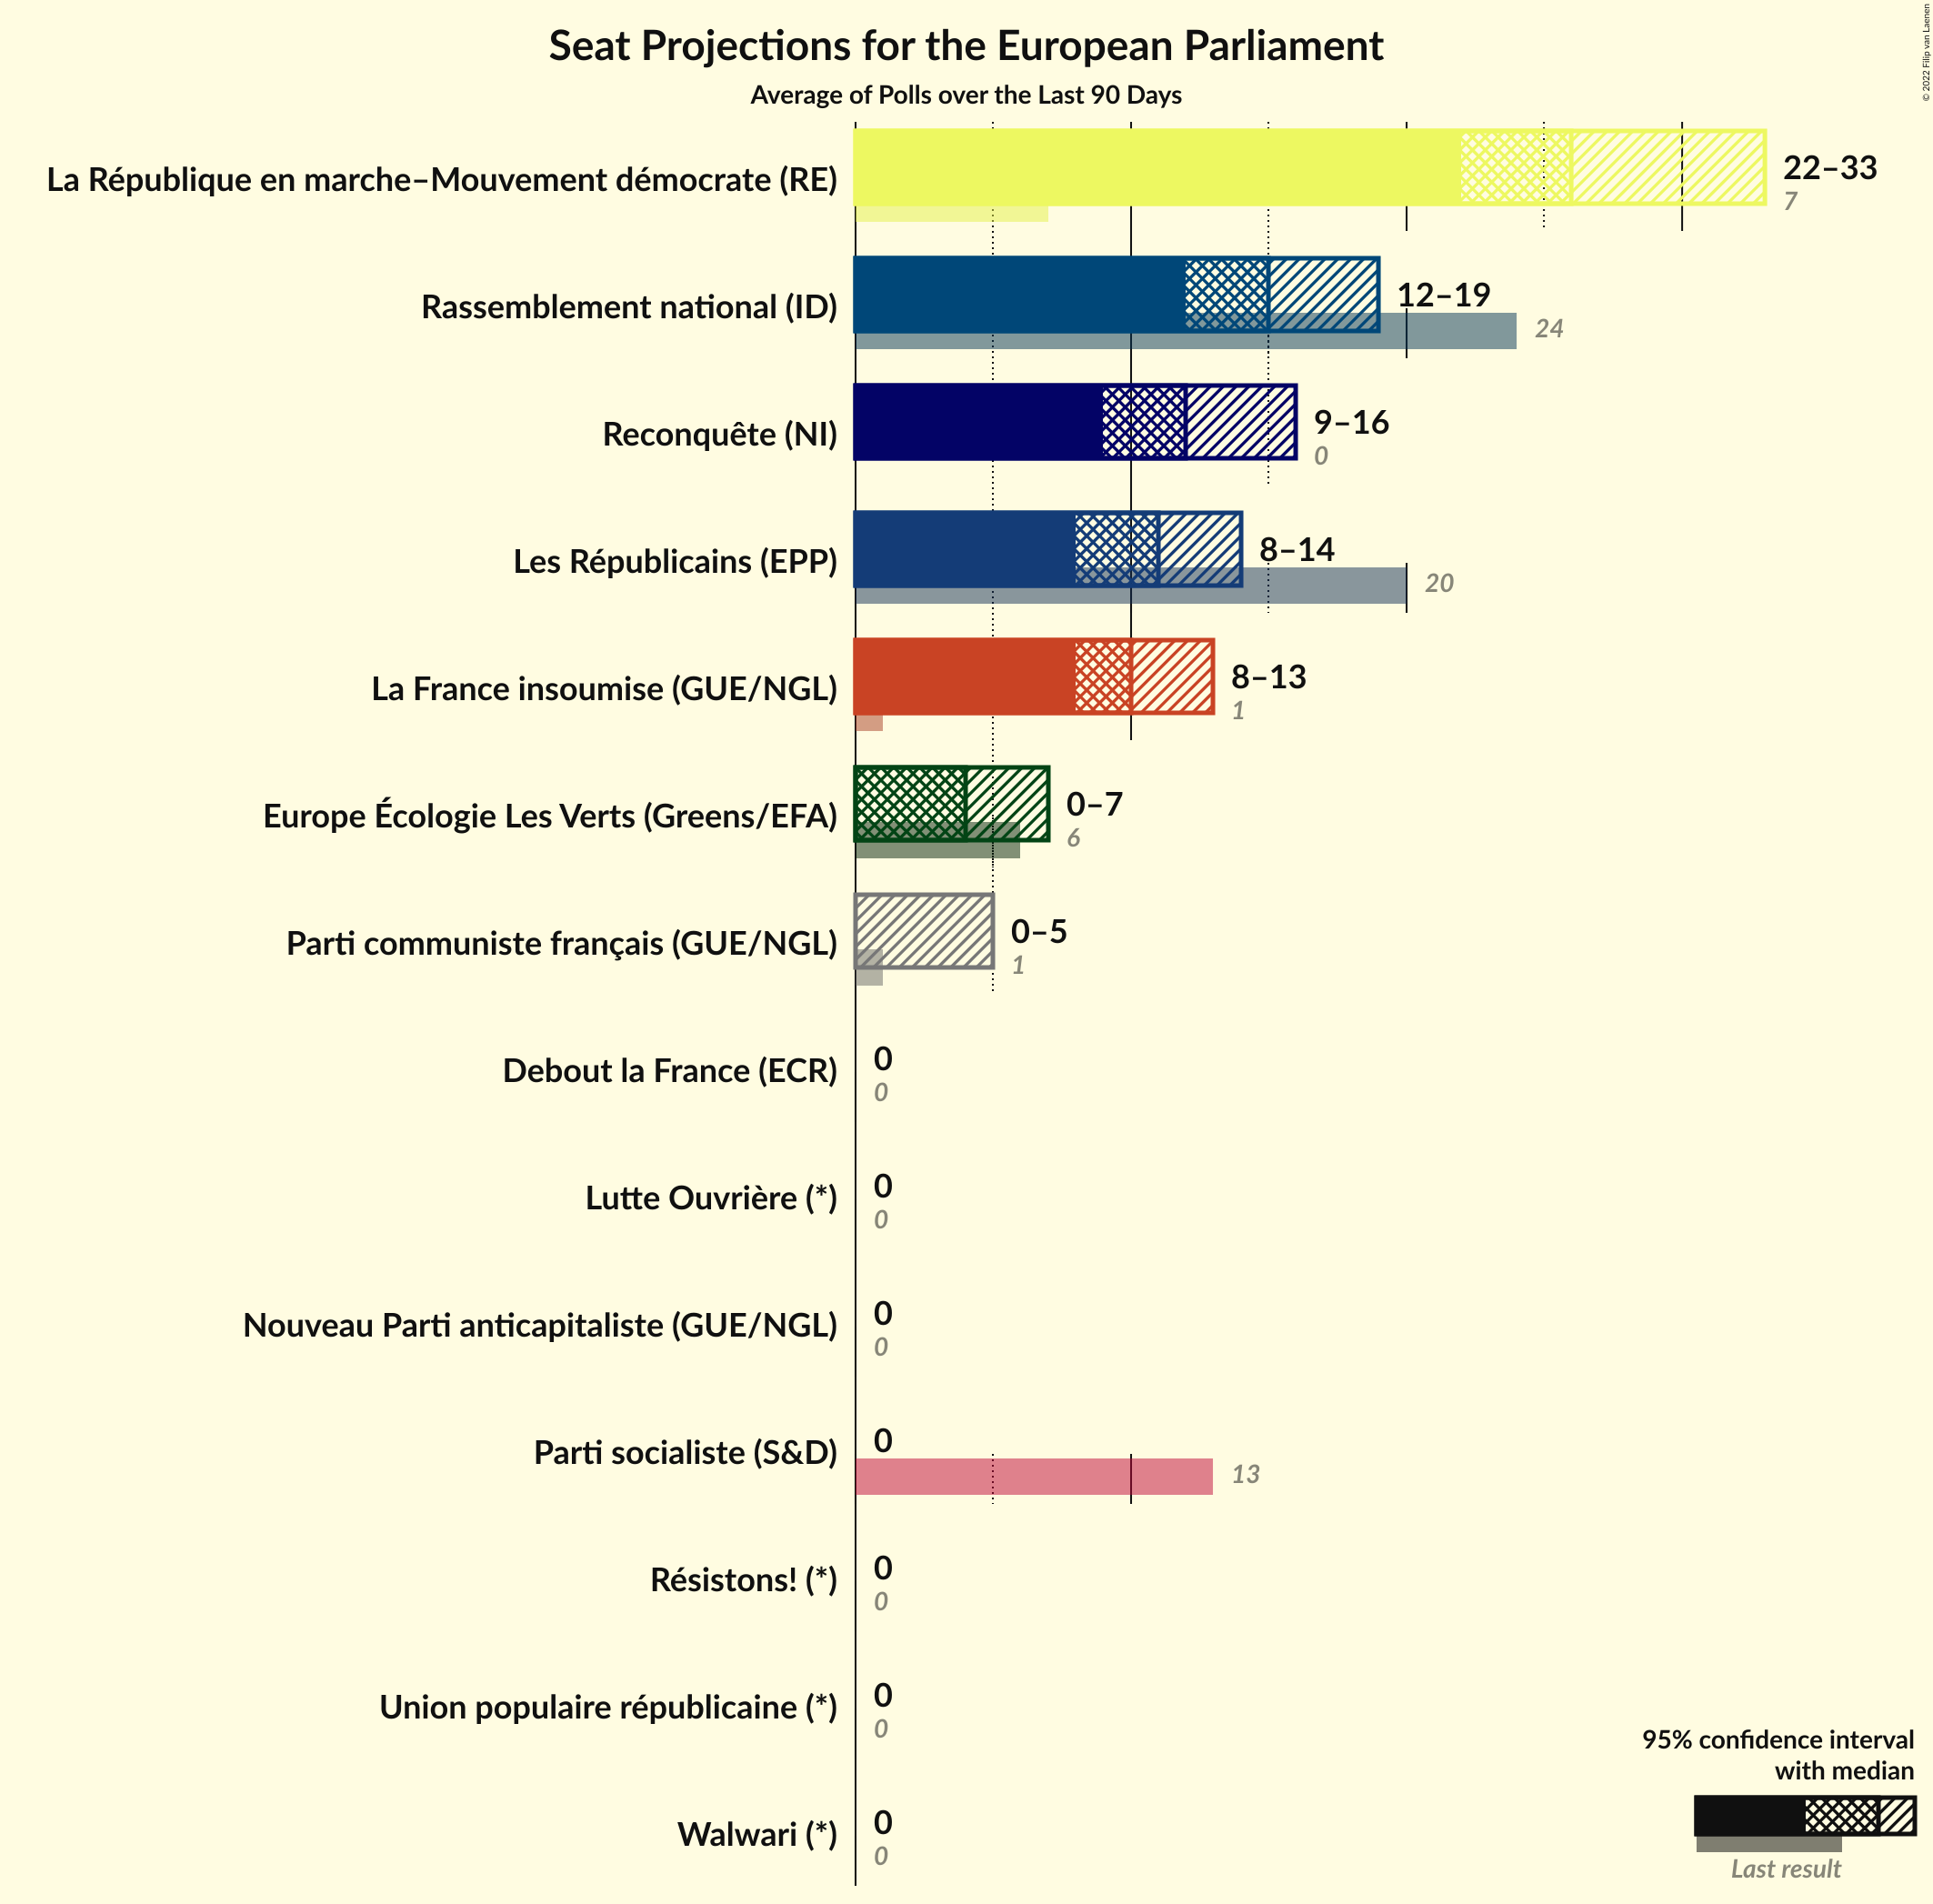 Seat Projections for the European Parliament
Average of Polls over the Last 90 Days
© 2022 Filip van Laenen
La République en marche–Mouvement démocrate (RE)
22–33
7
Rassemblement national (ID)
12–19
24
Reconquête (NI)
9–16
0
Les Républicains (EPP)
8–14
20
La France insoumise (GUE/NGL)
8–13
1
Europe Écologie Les Verts (Greens/EFA)
0–7
6
Parti communiste français (GUE/NGL)
0–5
1
Debout la France (ECR)
0
0
Lutte Ouvrière (*)
0
0
Nouveau Parti anticapitaliste (GUE/NGL)
0
0
Parti socialiste (S&D)
0
13
Résistons! (*)
0
0
Union populaire républicaine (*)
0
0
Walwari (*)
0
0
95% confidence interval
with median
Last result